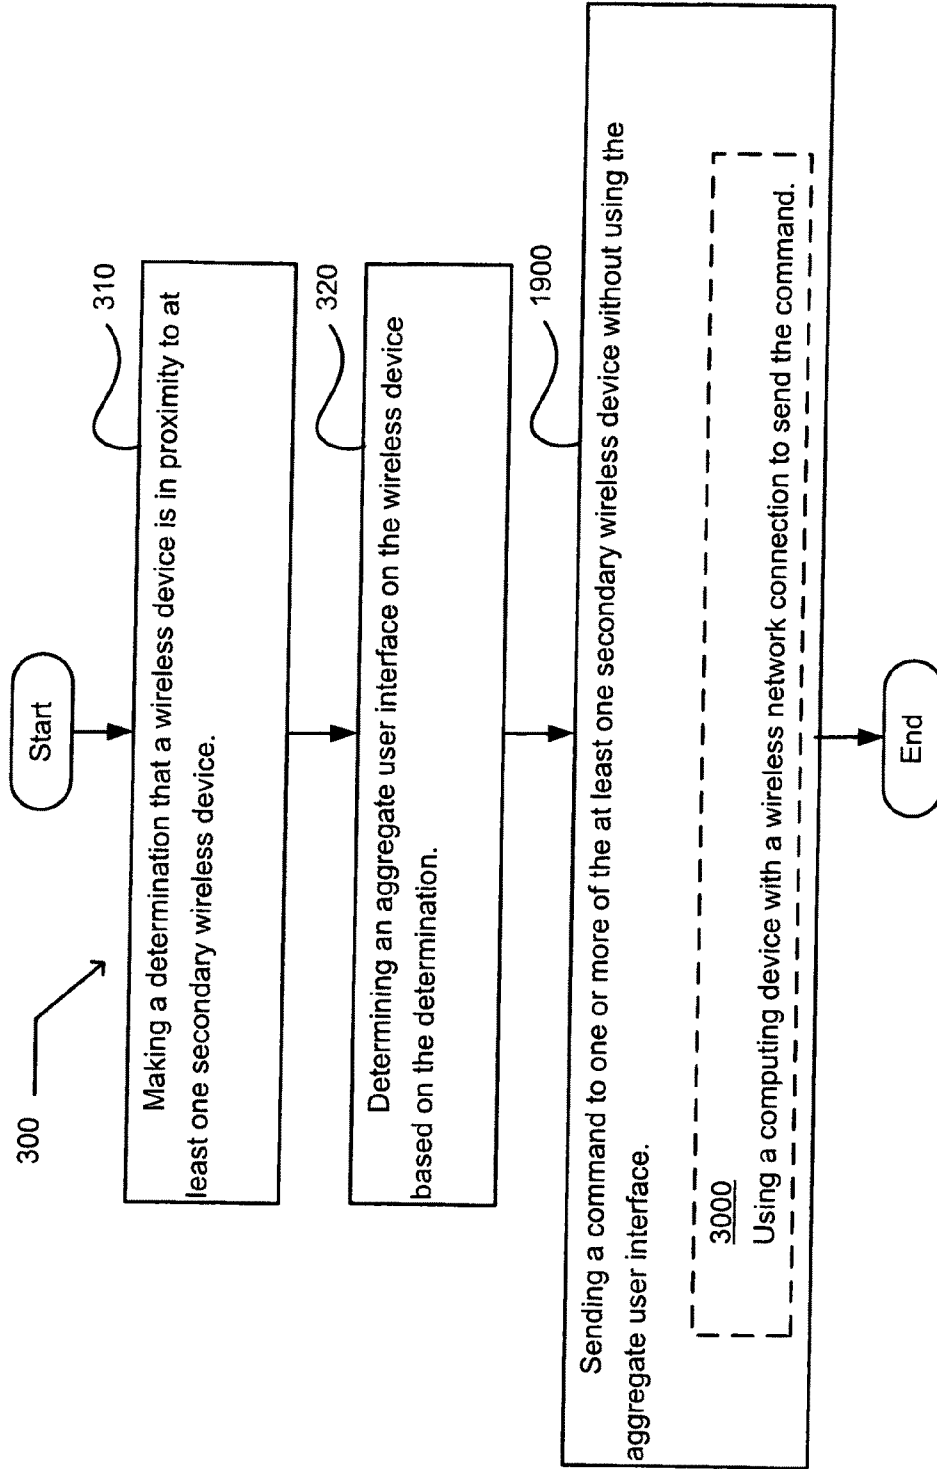 300
Start
310
Making a determination that a wireless device is in proximity to at
least one secondary wireless device.
320
Determining an aggregate user interface on the wireless device
based on the determination.
1900
Sending a command to one or more of the at least one secondary wireless device without using the
aggregate user interface.
3000
Using a computing device with a wireless network connection to send the command.
End